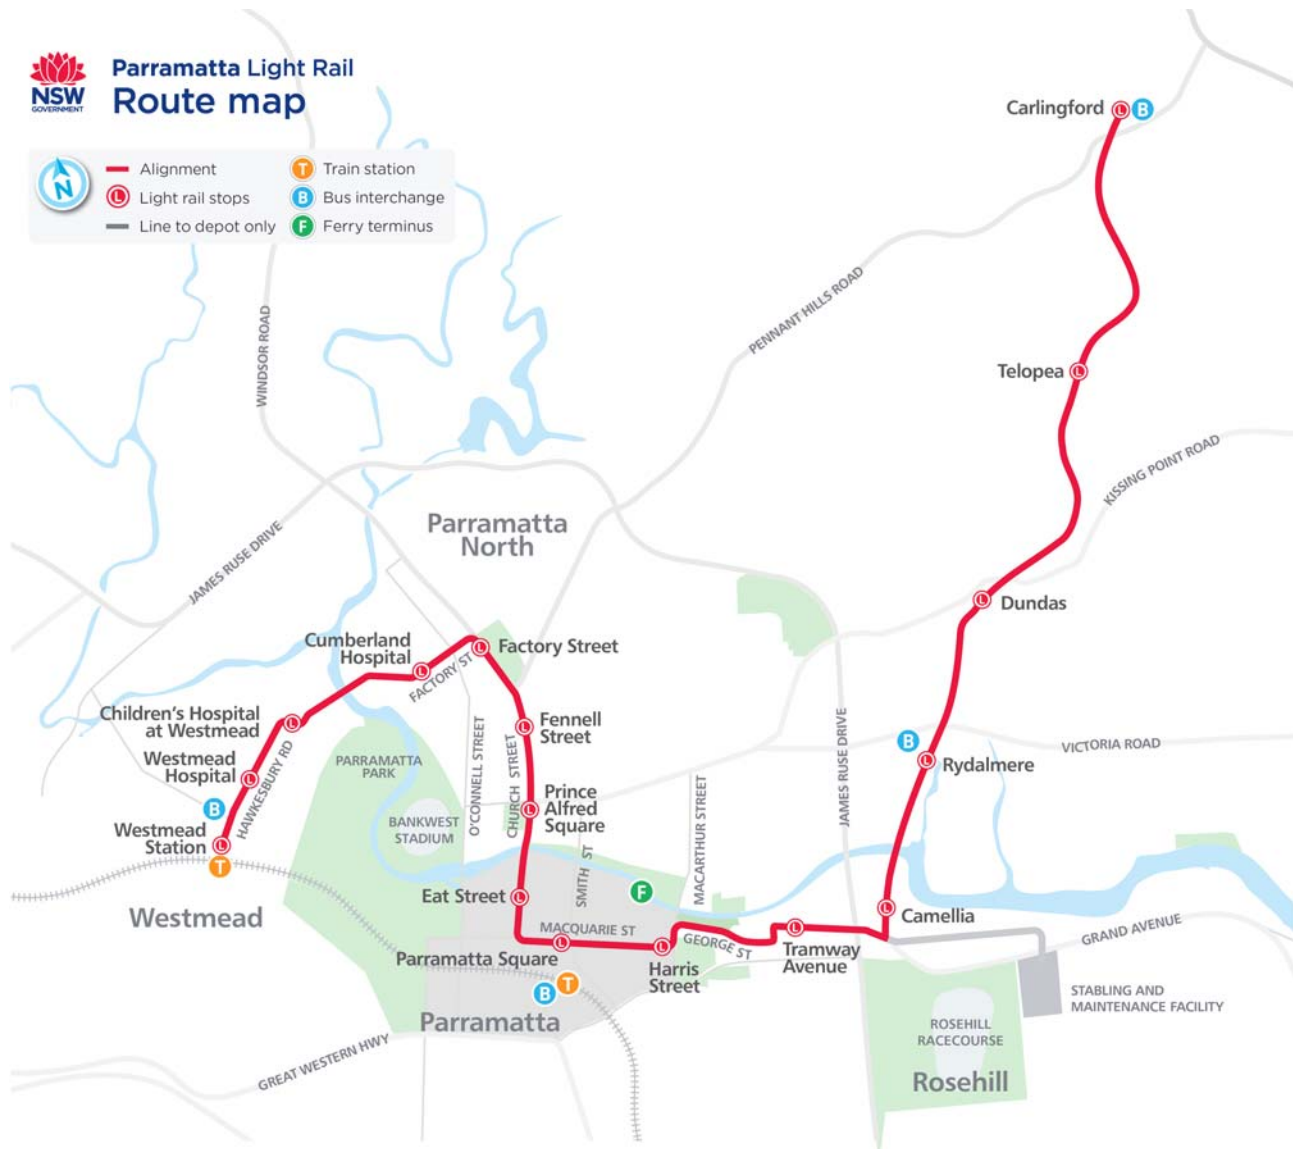 NSW
GOVERNMENT
Parramatta Light Rail
Route map
N
Alignment
L
Light rail stops
Line to depot only
T
Train station
B
Bus interchange
F
Ferry terminus
Carlingford
L
B
WINDSOR ROAD
PENNANT HILLS ROAD
Telopea
L
KISSING POINT ROAD
Parramatta
North
JAMES RUSE DRIVE
L
Dundas
Cumberland
Hospital
L
L
Factory Street
FACTORY ST
Children's Hospital
at Westmead
L
L
Fennell
Street
Westmead
Hospital
L
HAWKESBURY RD
PARRAMATTA
PARK
O'CONNELL STREET
CHURCH STREET
JAMES RUSE DRIVE
B
L
Rydalmere
VICTORIA ROAD
B
Westmead
Station
L
T
BANKWEST
STADIUM
L
Prince
Alfred
Square
MACARTHUR STREET
SMITH ST
Westmead
Eat Street
L
F
L
Camellia
MACQUARIE ST
Parramatta Square
L
L
Harris
Street
GEORGE ST
L
Tramway
Avenue
GRAND AVENUE
B
T
Parramatta
STABLING AND
MAINTENANCE FACILITY
ROSEHILL
RACECOURSE
Rosehill
GREAT WESTERN HWY